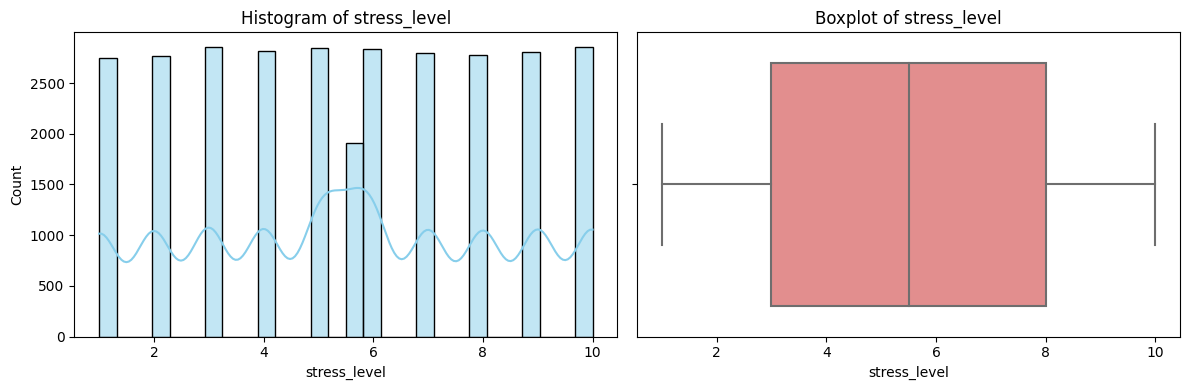 Histogram of stress_level
Count
2500
2000
1500
1000
500
0
2 4 6 8 10
stress_level
Boxplot of stress_level
2 4 6 8 10
stress_level